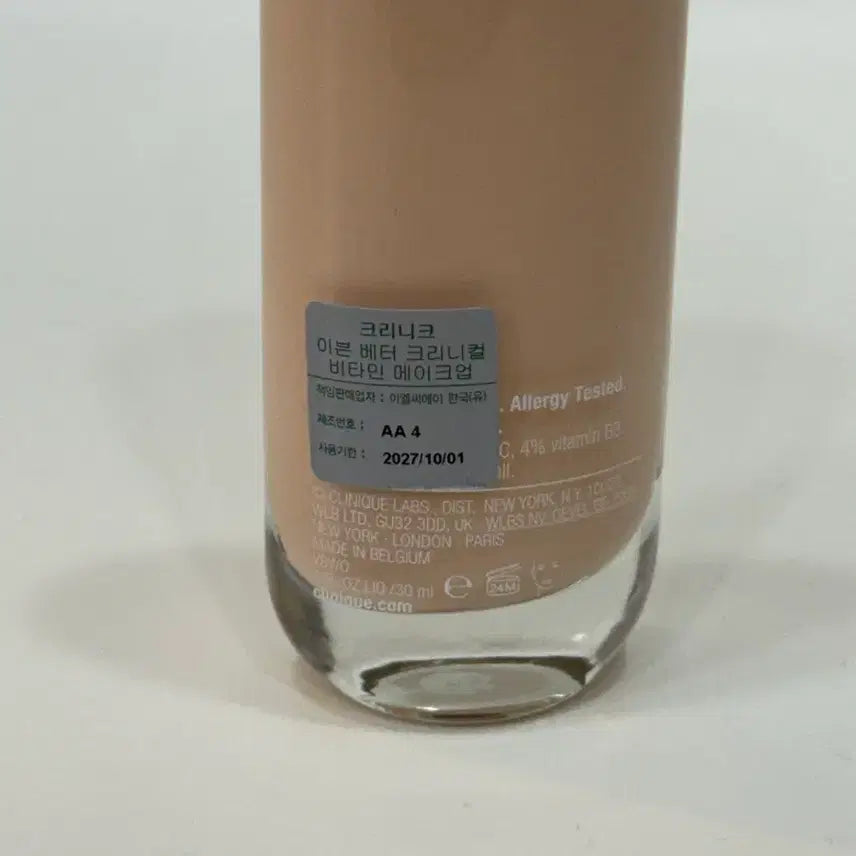 크리니크
이븐 베터 크리니컬
비타민 메이크업
책임판매업자 : 이엘씨에이 한국(유)
제조번호 : AA 4
사용기한 : 2027/10/01
. Allergy Tested.
C, 4% vitamin B3
CLINIQUE LABS., DIST. NEW YORK, N.Y.
WLB LTD, GU32 3DD, UK
NEW YORK · LONDON · PARIS
MADE IN BELGIUM
/30 ml e 24M
clinique.com